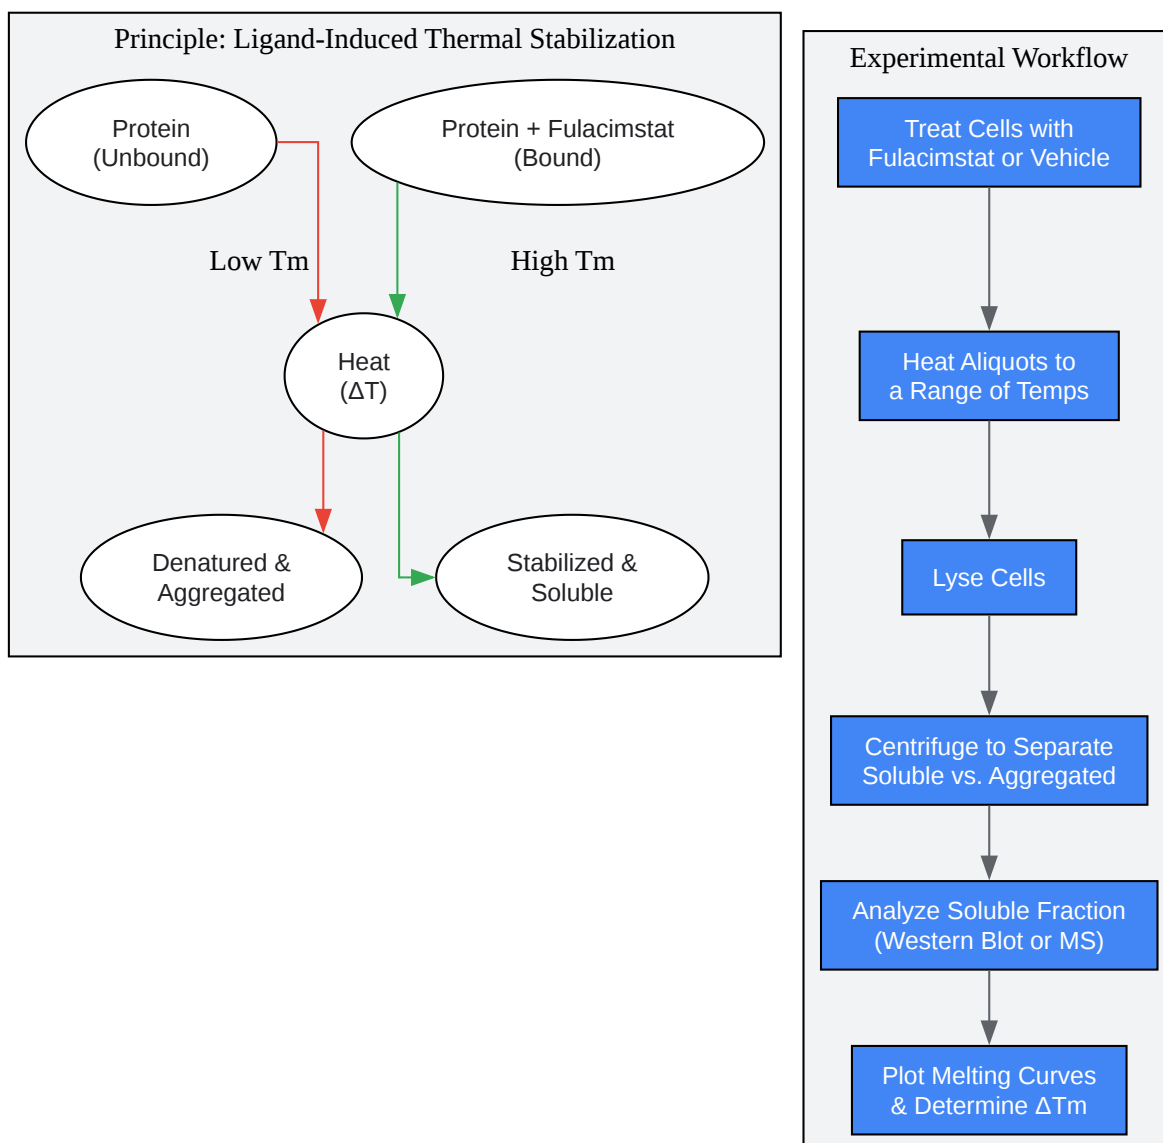 Principle: Ligand-Induced Thermal Stabilization
Protein
(Unbound)
Protein + Fulacimstat
(Bound)
Low Tm
High Tm
Heat
(ΔT)
Denatured &
Aggregated
Stabilized &
Soluble
Experimental Workflow
Treat Cells with
Fulacimstat or Vehicle
Heat Aliquots to
a Range of Temps
Lyse Cells
Centrifuge to Separate
Soluble vs. Aggregated
Analyze Soluble Fraction
(Western Blot or MS)
Plot Melting Curves
& Determine ΔTm